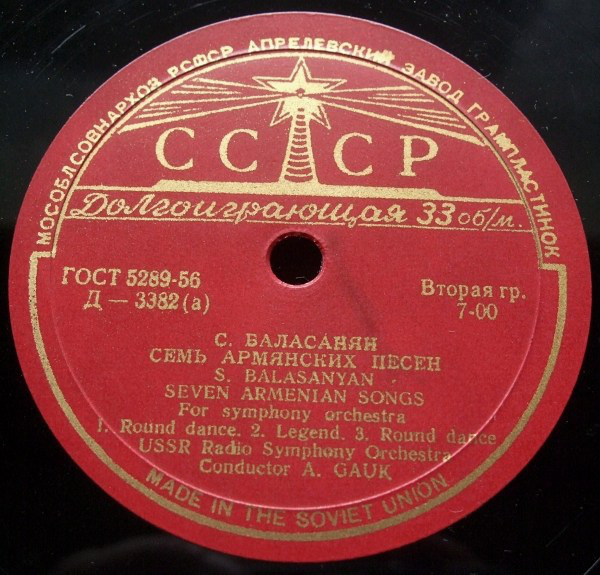 МОСОБЛСОВНАРХОЗ РСФСР АПРЕЛЕВСКИЙ ЗАВОД ГРАМПЛАСТИНОК
СССР
Долгоиграющая 33 об/м.
ГОСТ 5289-56
Д — 3382 (а)
Вторая гр.
7-00
С. БАЛАСАНЯН
СЕМЬ АРМЯНСКИХ ПЕСЕН
S. BALASANYAN
SEVEN ARMENIAN SONGS
For symphony orchestra
1. Round dance. 2. Legend. 3. Round dance
USSR Radio Symphony Orchestra
Conductor A. GAUK
MADE IN THE SOVIET UNION